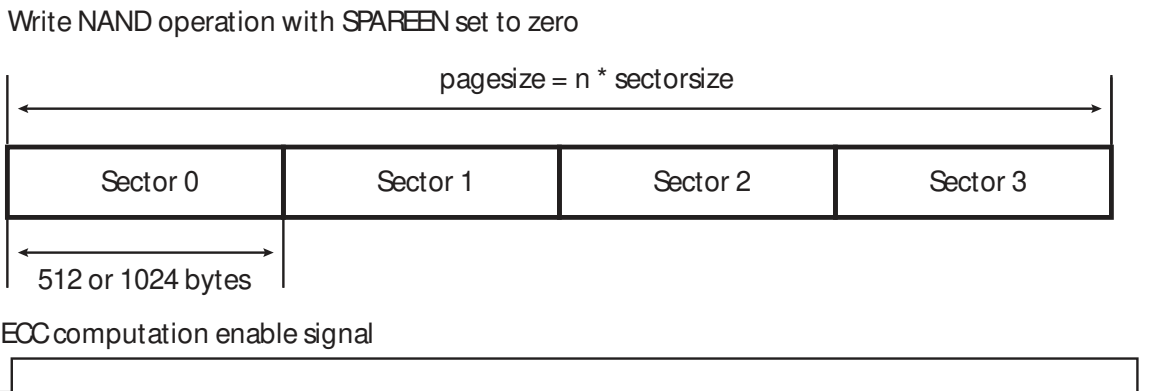 Write NAND operation with SPAREEN set to zero
pagesize = n * sectorsize
Sector 0 Sector 1 Sector 2 Sector 3
512 or 1024 bytes
ECC computation enable signal